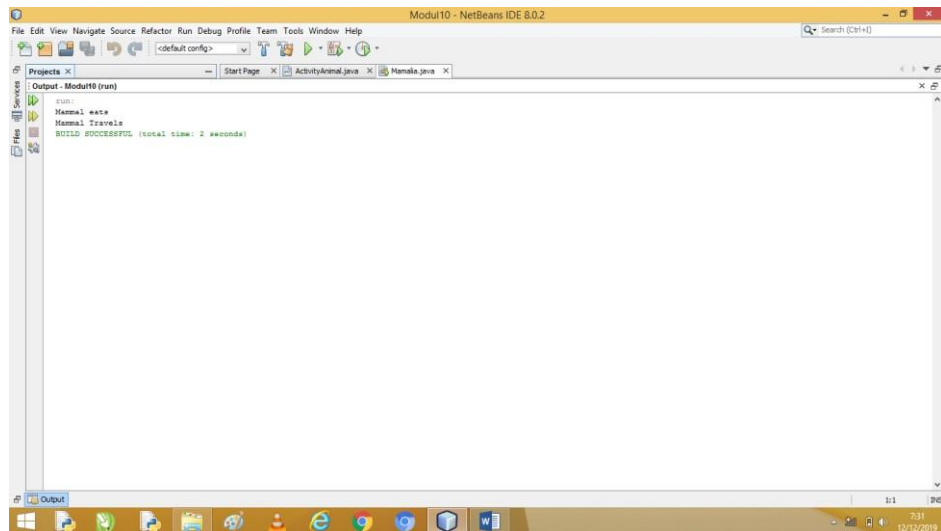 Modul10 - NetBeans IDE 8.0.2
File Edit View Navigate Source Refactor Run Debug Profile Team Tools Window Help
Search (Ctrl+I)
<default config>
Projects
Start Page
ActivityAnimal.java
Mamalia.java
Services
Files
Output - Modul10 (run)
run:
Mammal eats
Mammal Travels
BUILD SUCCESSFUL (total time: 2 seconds)
Output
1:1
INS
7:31
12/12/2019